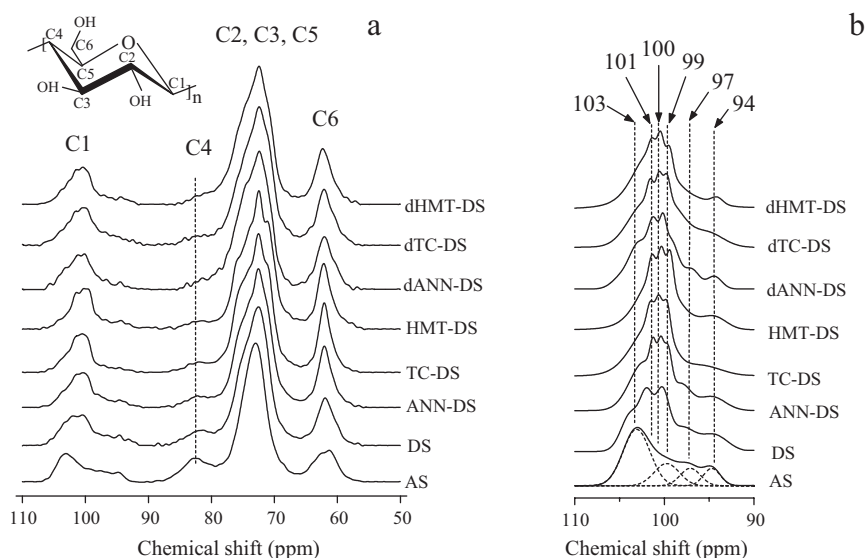 a
C2, C3, C5
C6
C1
C4
OH
C4
C6
O
C5
C2
C1
OH
C3
OH
]n
[
dHMT-DS
dTC-DS
dANN-DS
HMT-DS
TC-DS
ANN-DS
DS
AS
110 100 90 80 70 60 50
Chemical shift (ppm)
b
103
101
100
99
97
94
dHMT-DS
dTC-DS
dANN-DS
HMT-DS
TC-DS
ANN-DS
DS
AS
110 100 90
Chemical shift (ppm)